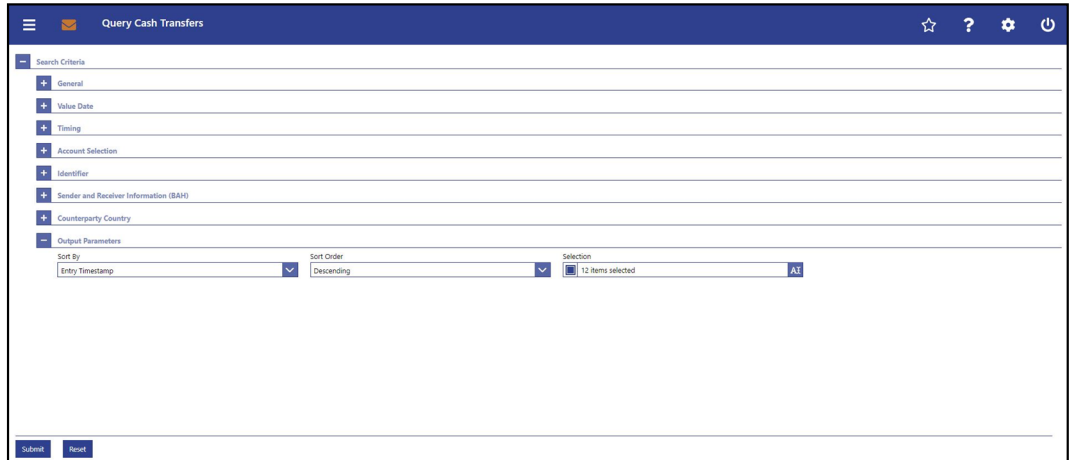 Query Cash Transfers
Search Criteria
General
Value Date
Timing
Account Selection
Identifier
Sender and Receiver Information (BAH)
Counterparty Country
Output Parameters
Sort By Sort Order Selection
Entry Timestamp Descending 12 items selected AI
Submit Reset